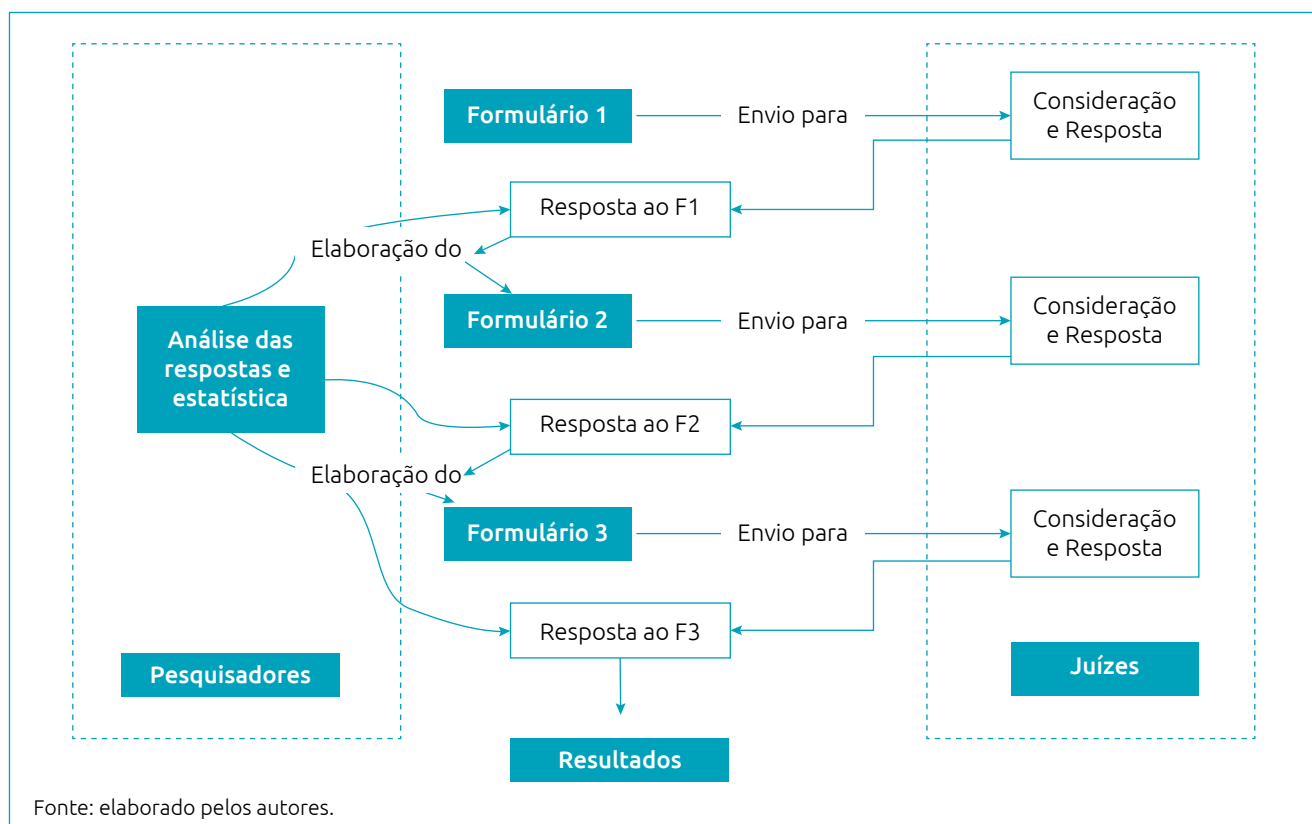 Formulário 1
Envio para
Consideração
e Resposta
Resposta ao F1
Elaboração do
Formulário 2
Envio para
Consideração
e Resposta
Análise das
respostas e
estatística
Resposta ao F2
Elaboração do
Formulário 3
Envio para
Consideração
e Resposta
Resposta ao F3
Pesquisadores
Juízes
Resultados
Fonte: elaborado pelos autores.